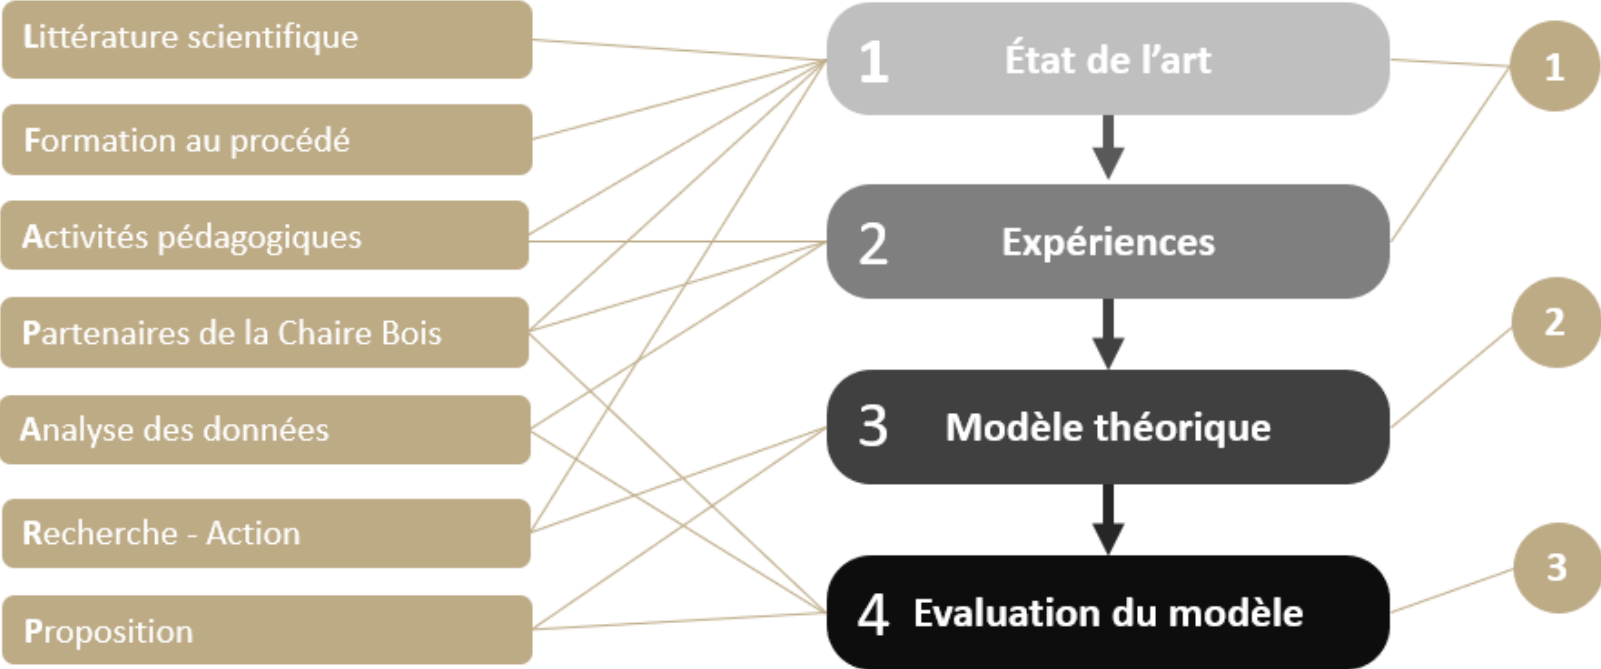 Littérature scientifique
Formation au procédé
Activités pédagogiques
Partenaires de la Chaire Bois
Analyse des données
Recherche - Action
Proposition
1 État de l’art
2 Expériences
3 Modèle théorique
4 Evaluation du modèle
1
2
3